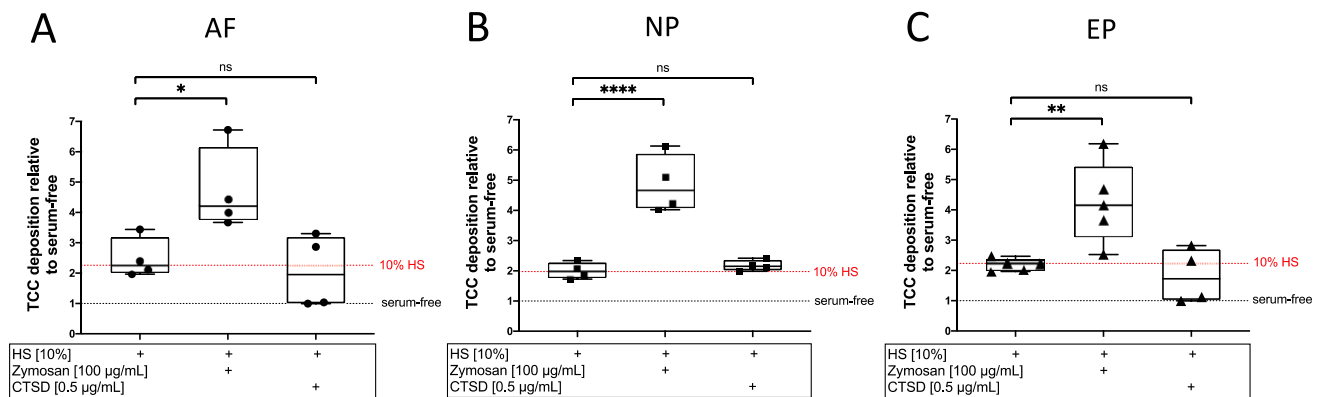 A AF
ns
*
TCC deposition relative
to serum-free
7
6
5
4
3
2
1
0
10% HS
serum-free
HS [10%] + + +
Zymosan [100 µg/mL] +
CTSD [0.5 µg/mL] +
B NP
ns
****
TCC deposition relative
to serum-free
7
6
5
4
3
2
1
0
10% HS
serum-free
HS [10%] + + +
Zymosan [100 µg/mL] +
CTSD [0.5 µg/mL] +
C EP
ns
**
TCC deposition relative
to serum-free
7
6
5
4
3
2
1
0
10% HS
serum-free
HS [10%] + + +
Zymosan [100 µg/mL] +
CTSD [0.5 µg/mL] +